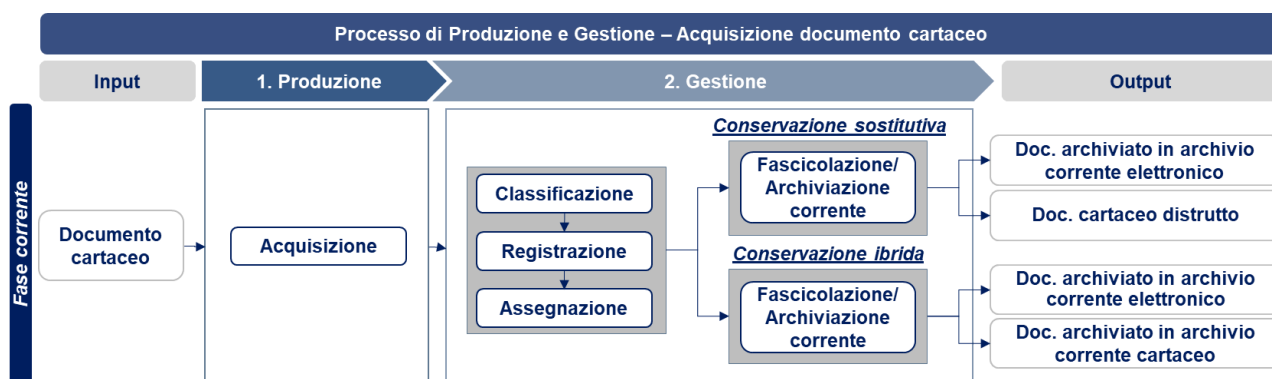 Processo di Produzione e Gestione – Acquisizione documento cartaceo
Input
1. Produzione
2. Gestione
Output
Fase corrente
Documento
cartaceo
Acquisizione
Classificazione
Registrazione
Assegnazione
Conservazione sostitutiva
Fascicolazione/
Archiviazione
corrente
Conservazione ibrida
Fascicolazione/
Archiviazione
corrente
Doc. archiviato in archivio
corrente elettronico
Doc. cartaceo distrutto
Doc. archiviato in archivio
corrente elettronico
Doc. archiviato in archivio
corrente cartaceo